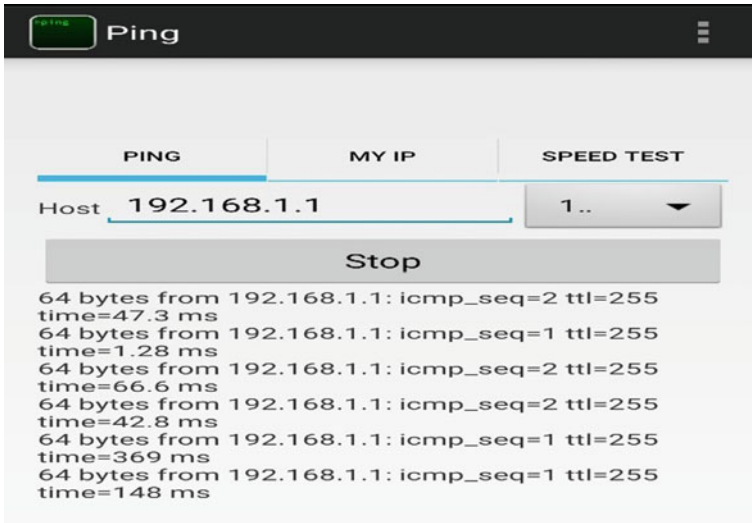 nping
Ping
PING MY IP SPEED TEST
Host 192.168.1.1 1..
Stop
64 bytes from 192.168.1.1: icmp_seq=2 ttl=255
time=47.3 ms
64 bytes from 192.168.1.1: icmp_seq=1 ttl=255
time=1.28 ms
64 bytes from 192.168.1.1: icmp_seq=2 ttl=255
time=66.6 ms
64 bytes from 192.168.1.1: icmp_seq=2 ttl=255
time=42.8 ms
64 bytes from 192.168.1.1: icmp_seq=1 ttl=255
time=369 ms
64 bytes from 192.168.1.1: icmp_seq=1 ttl=255
time=148 ms